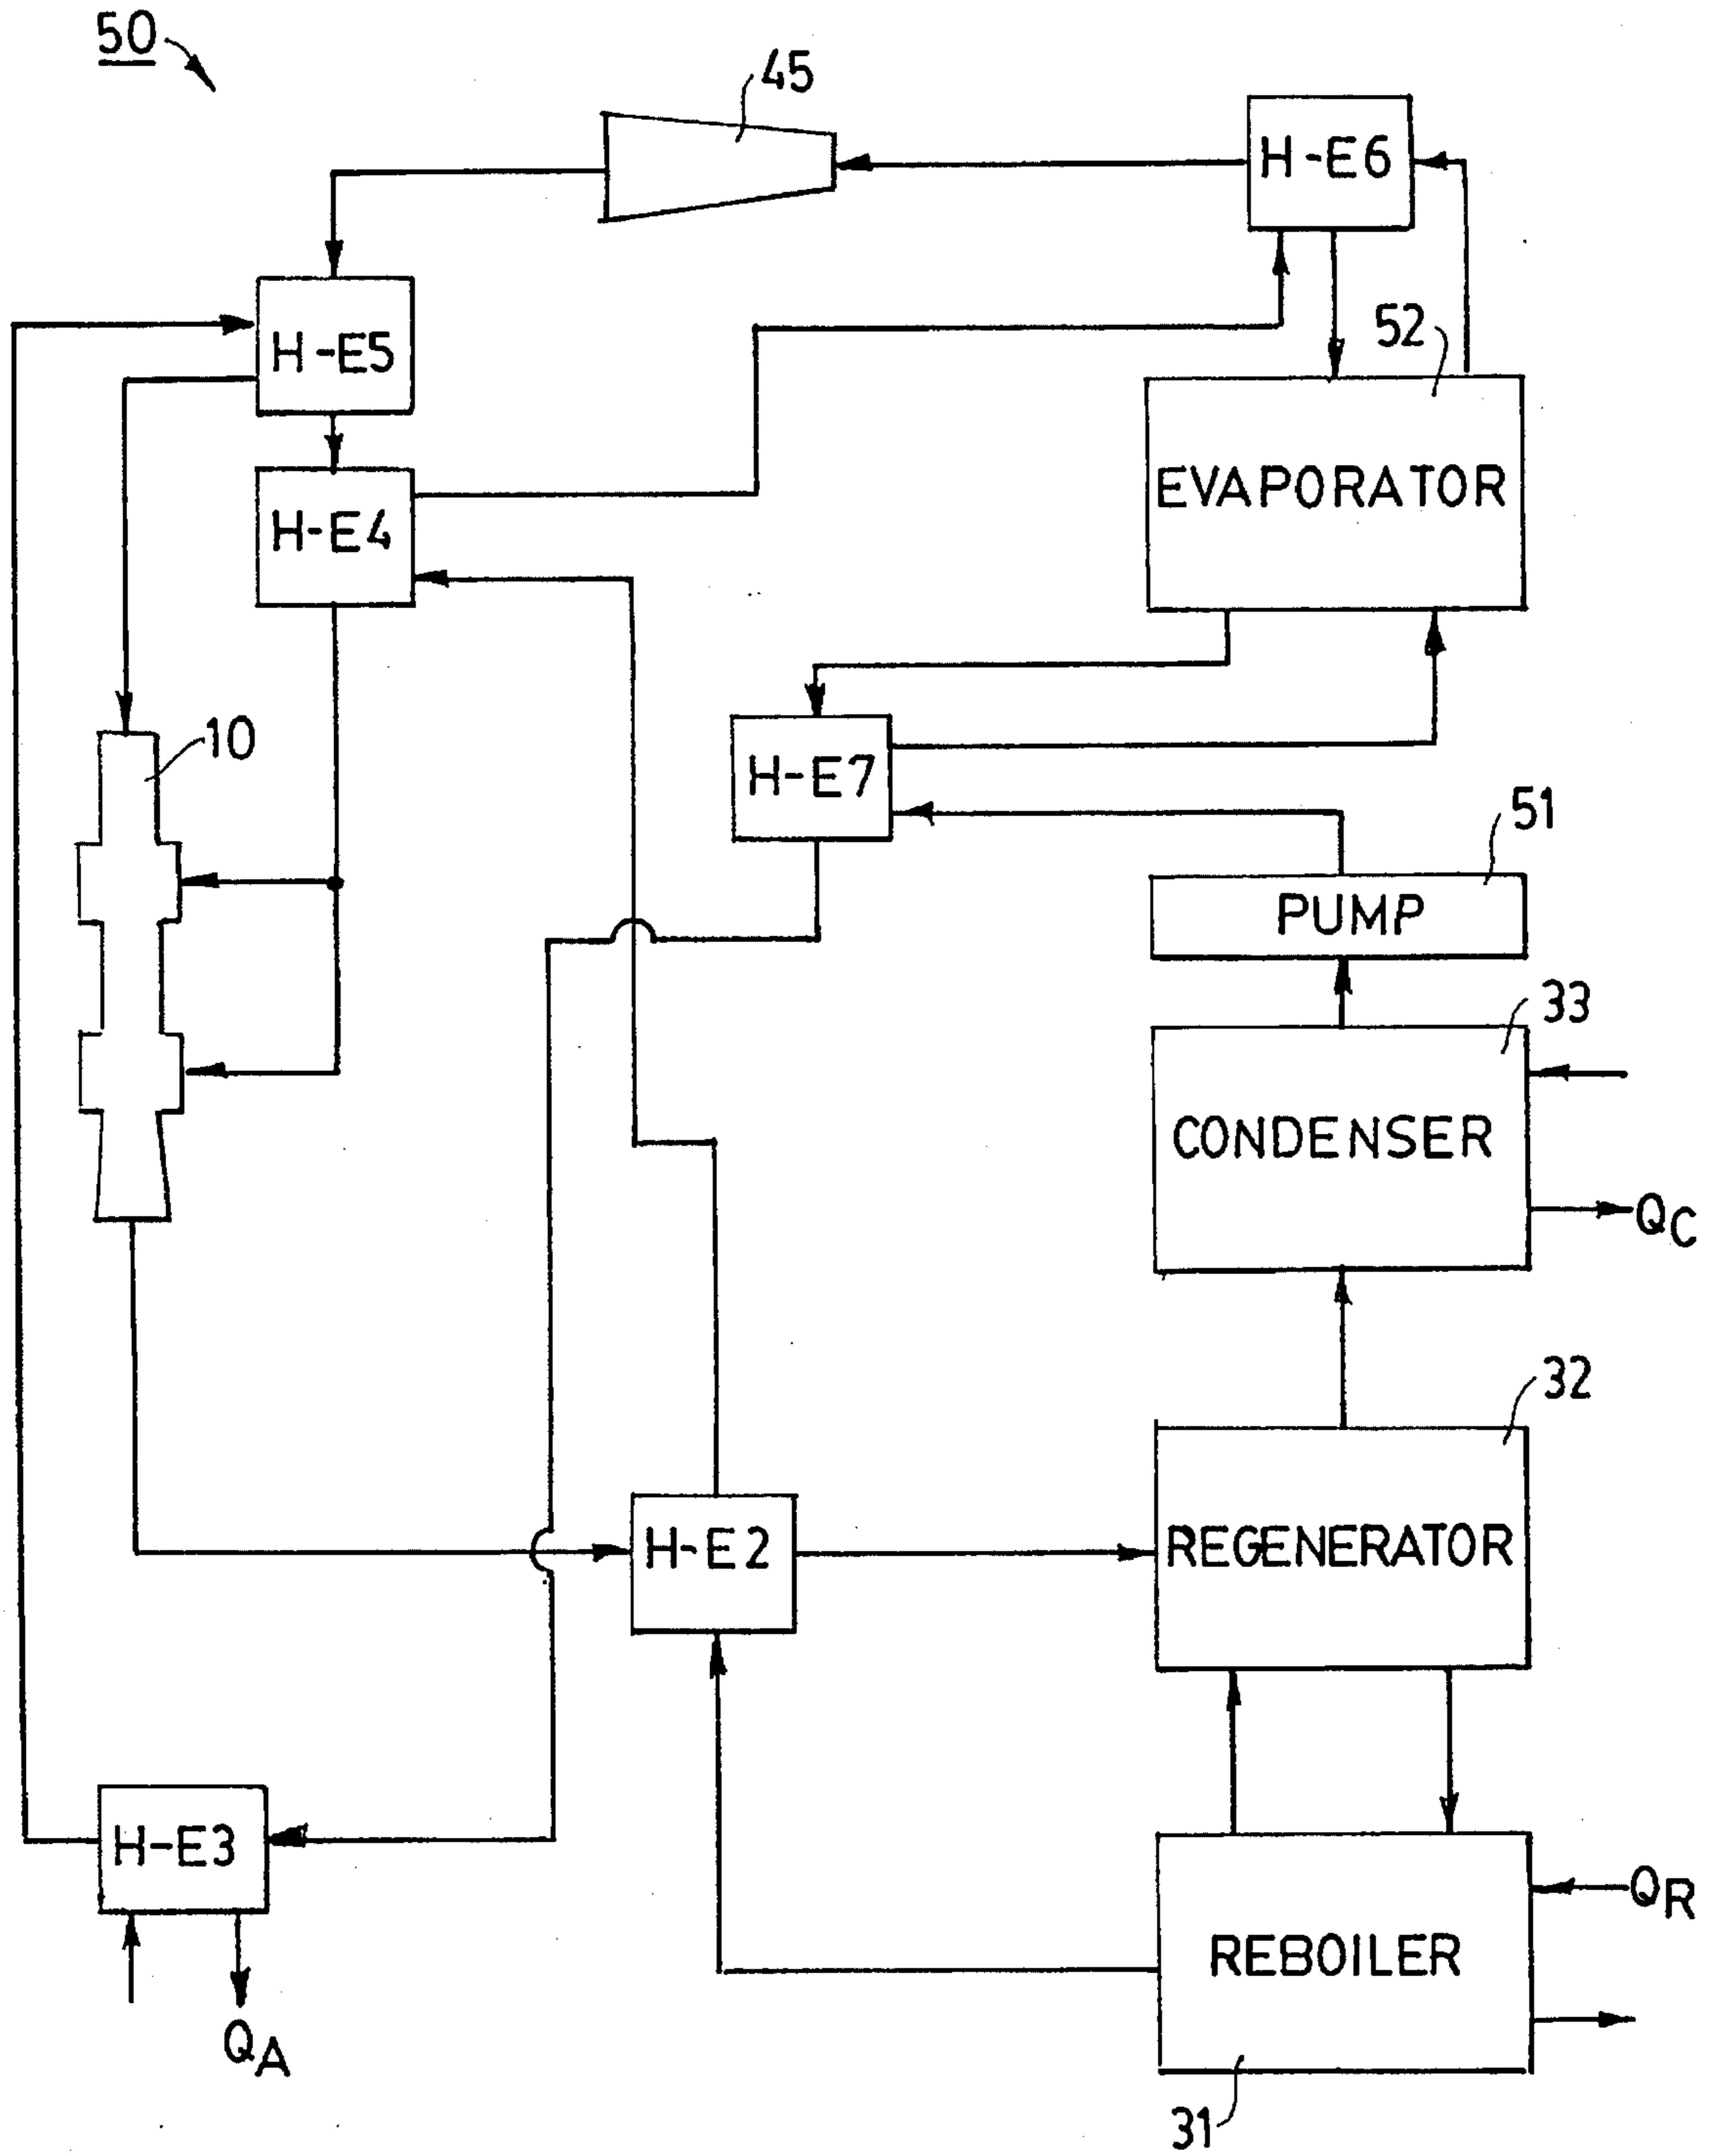 50
45
H-E6
52
H-E5
EVAPORATOR
H-E4
10
H-E7
51
PUMP
33
CONDENSER
QC
32
H-E2
REGENERATOR
H-E3
QR
REBOILER
QA
31